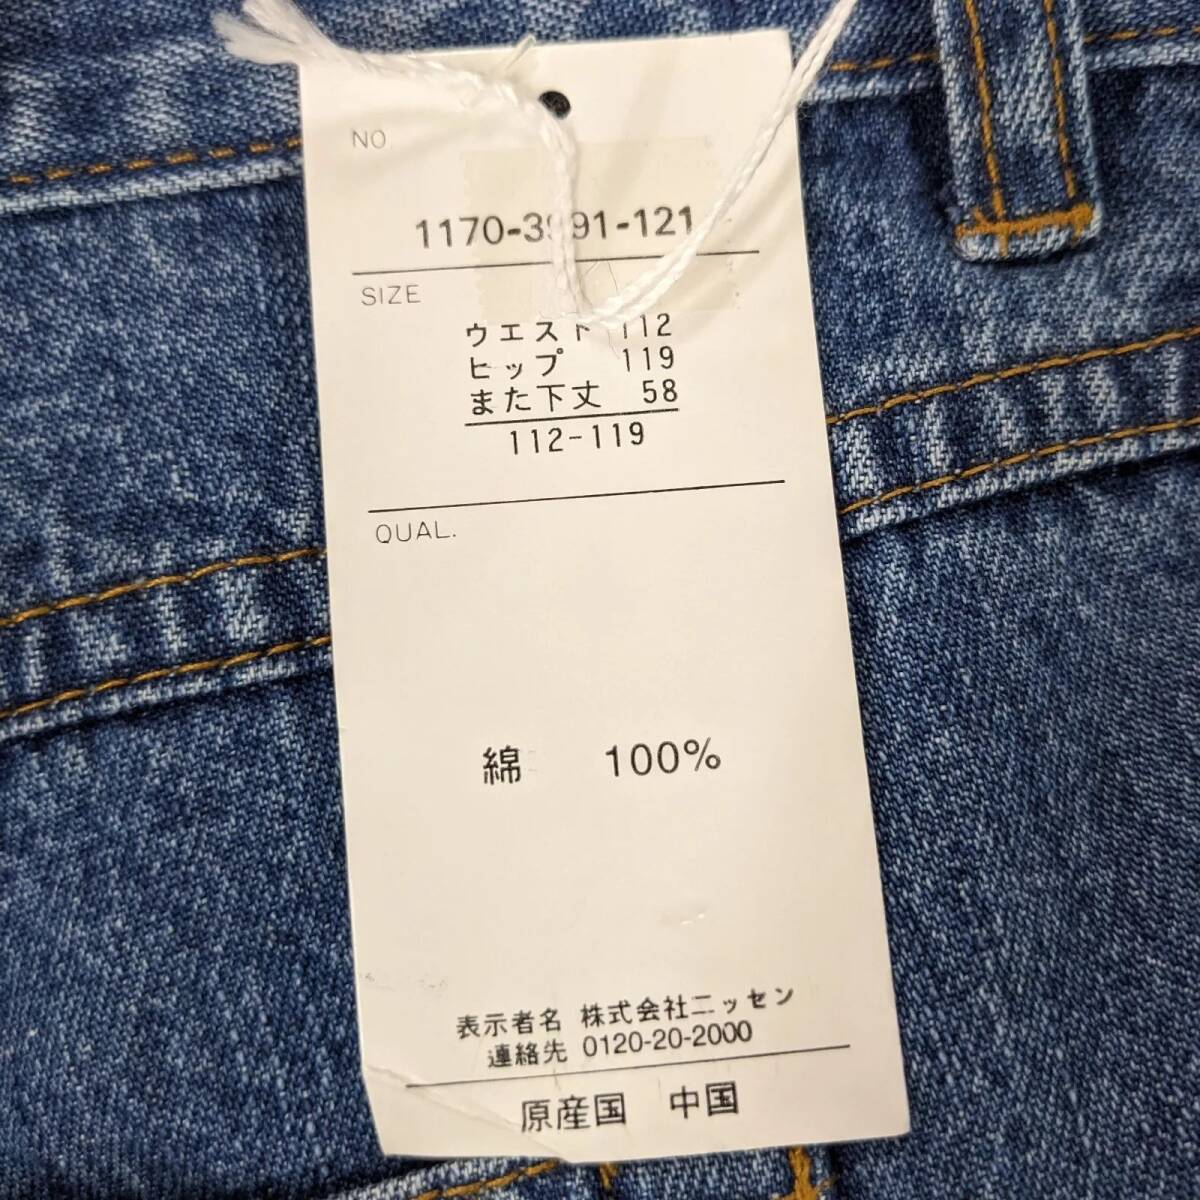 NO
1170-3991-121
SIZE
ウエスト 112
ヒップ 119
また下丈 58
112-119
QUAL.
綿 100%
表示者名 株式会社ニッセン
連絡先 0120-20-2000
原産国 中国